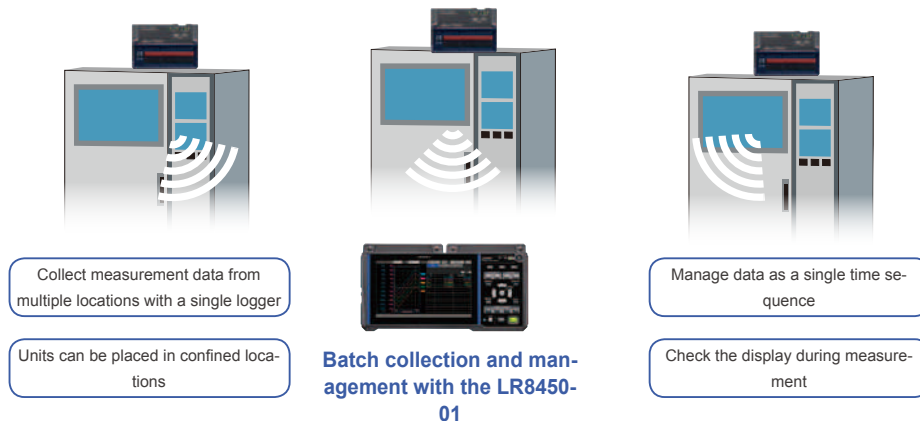 Collect measurement data from
multiple locations with a single logger
Units can be placed in confined loca-
tions
Batch collection and man-
agement with the LR8450-
01
Manage data as a single time se-
quence
Check the display during measure-
ment